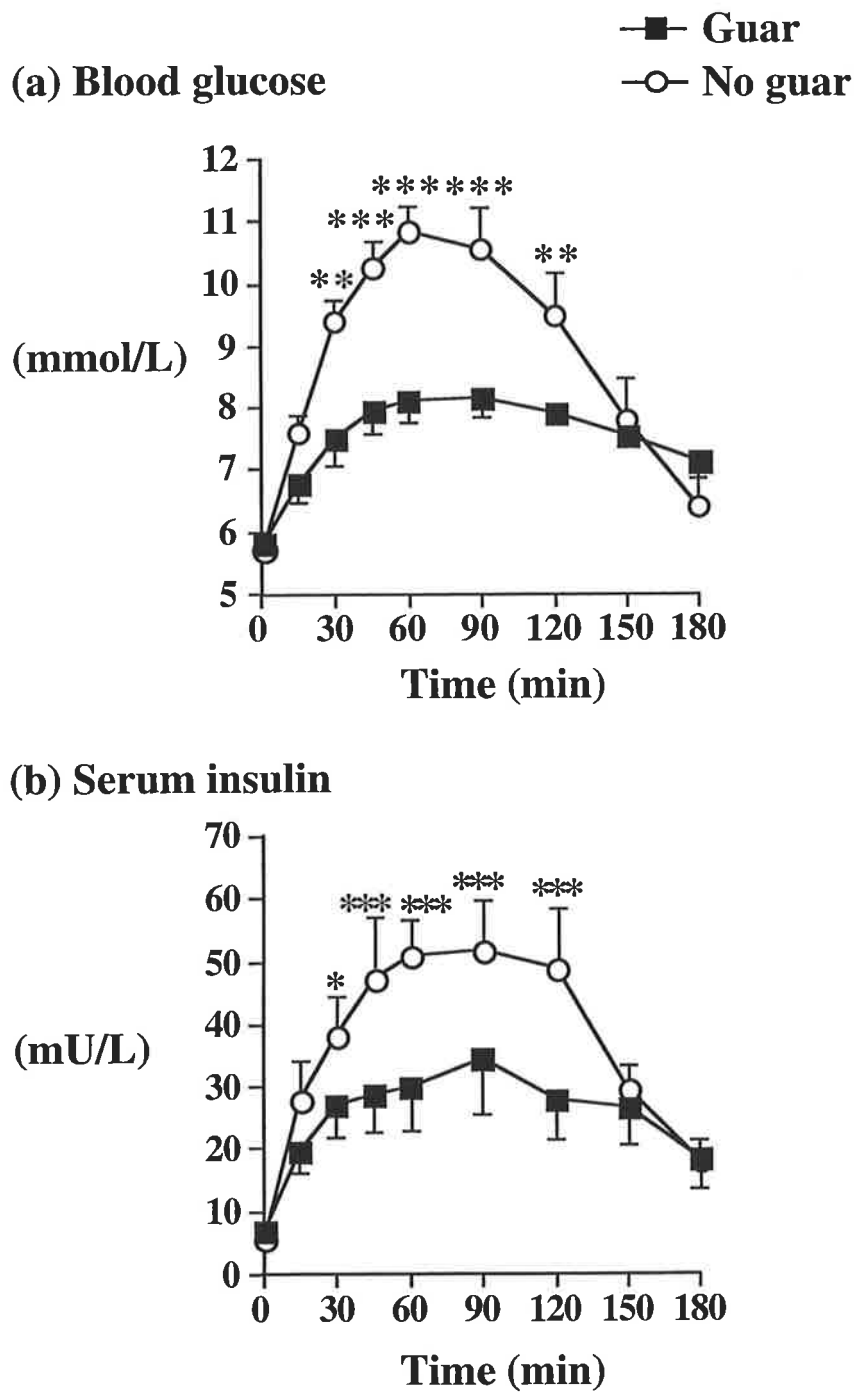 Guar
(a) Blood glucose
No guar
12
*** ***
11
***
**
**
10
9
(mmol/L)
8
7
6
5
0 30 60 90 120 150 180
Time (min)
(b) Serum insulin
70
***
***
60
*** ***
50
*
40
(mU/L)
30
20
10
0
0 30 60 90 120 150 180
Time (min)